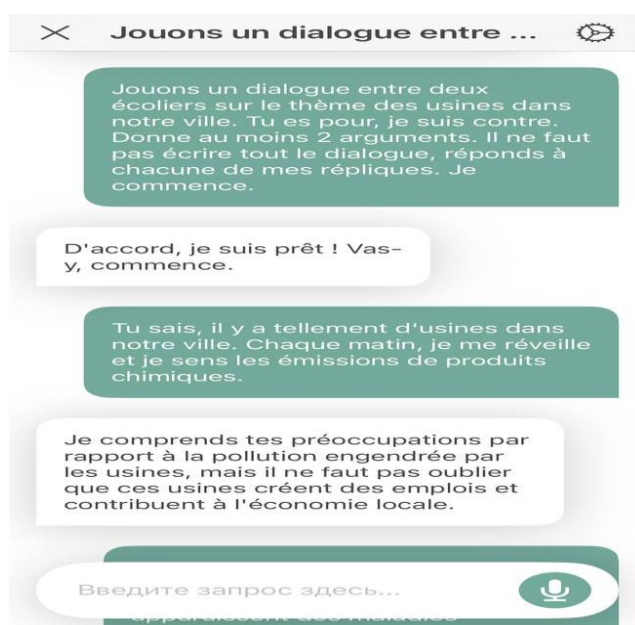 Jouons un dialogue entre ...
Jouons un dialogue entre deux
écoliers sur le thème des usines dans
notre ville. Tu es pour, je suis contre.
Donne au moins 2 arguments. Il ne faut
pas écrire tout le dialogue, réponds à
chacune de mes répliques. Je
commence.
D'accord, je suis prêt ! Vas-
y, commence.
Tu sais, il y a tellement d'usines dans
notre ville. Chaque matin, je me réveille
et je sens les émissions de produits
chimiques.
Je comprends tes préoccupations par
rapport à la pollution engendrée par
les usines, mais il ne faut pas oublier
que ces usines créent des emplois et
contribuent à l'économie locale.
Введите запрос здесь...
apparaissent des maladies